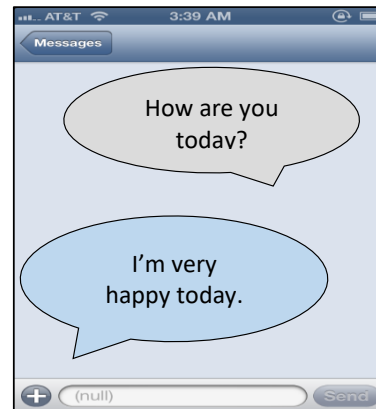 AT&T 3:39 AM
Messages
How are you
today?
I'm very
happy today.
(null)
Send